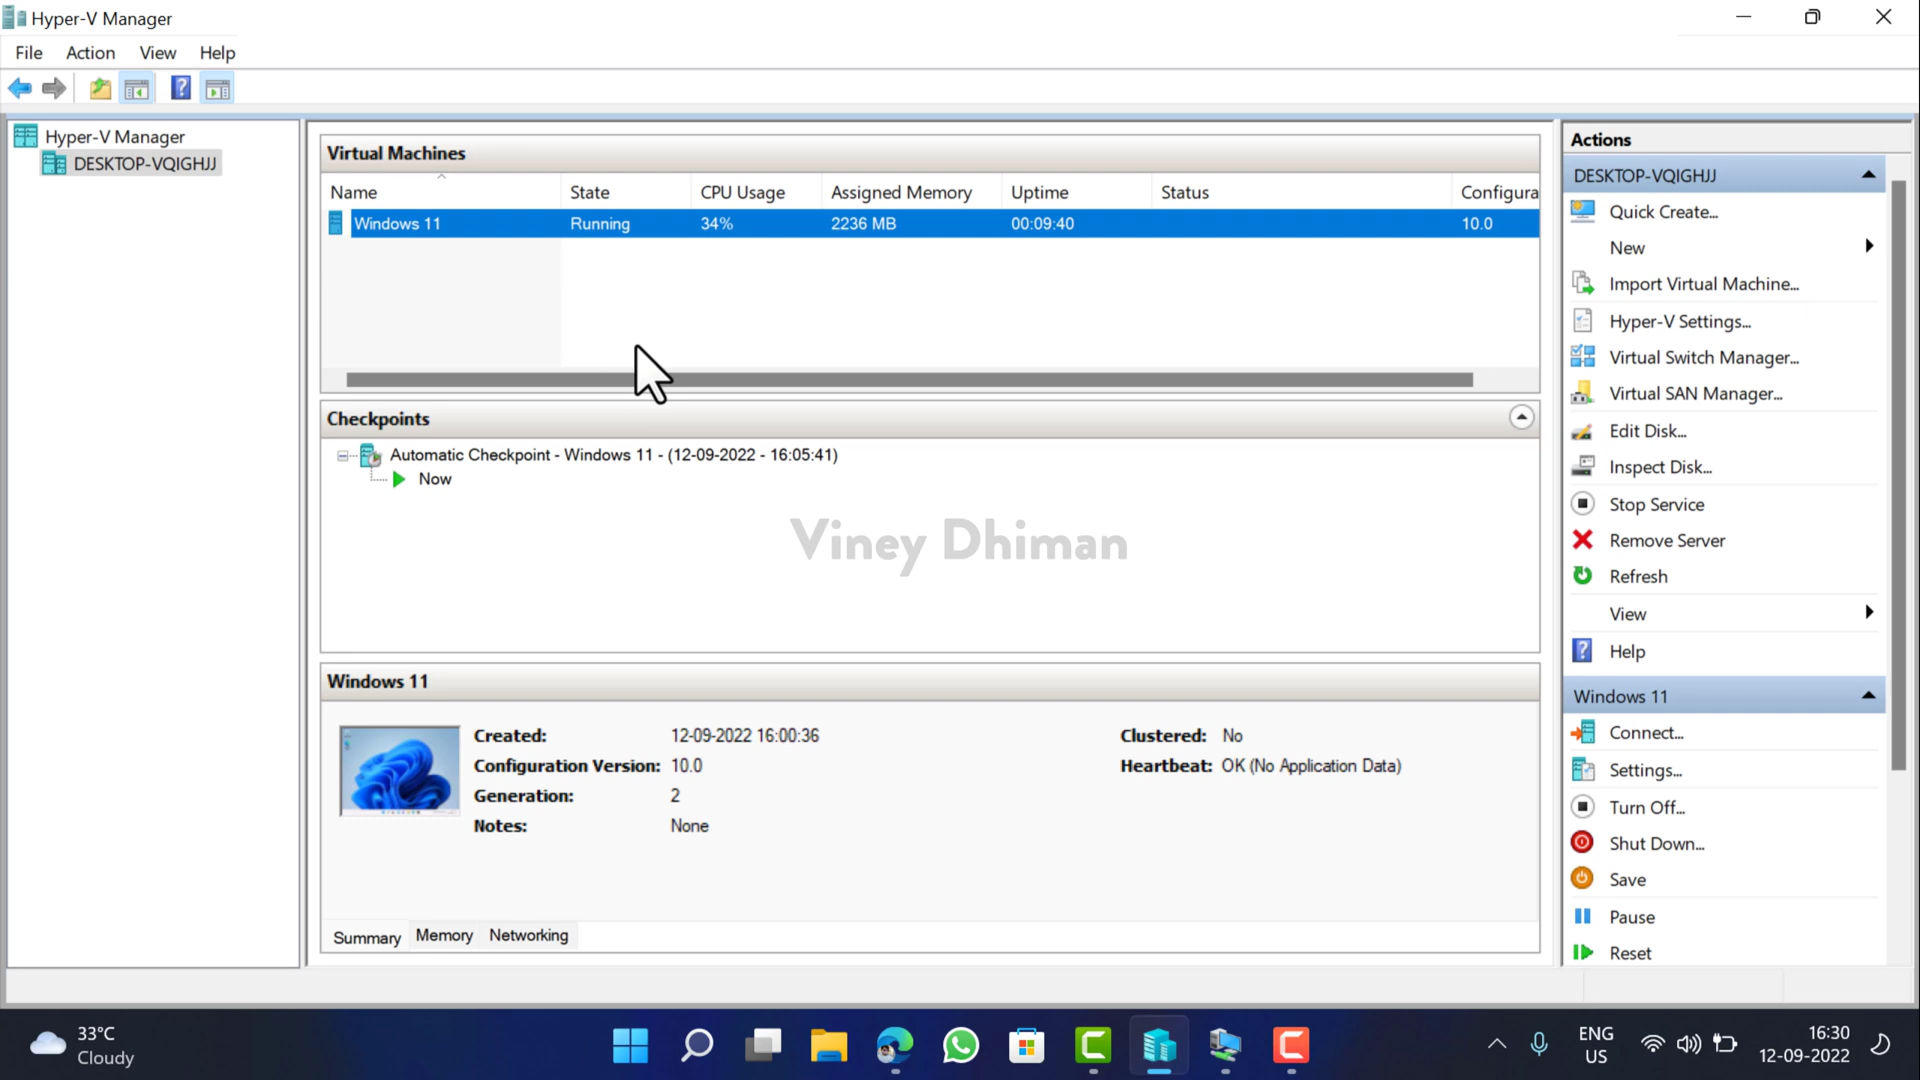 Hyper-V Manager
File Action View Help
Hyper-V Manager
DESKTOP-VQIGHJJ
Virtual Machines
Name State CPU Usage Assigned Memory Uptime Status Configura
Windows 11 Running 34% 2236 MB 00:09:40 10.0
Checkpoints
Automatic Checkpoint - Windows 11 - (12-09-2022 - 16:05:41)
Now
Viney Dhiman
Windows 11
Created: 12-09-2022 16:00:36 Clustered: No
Configuration Version: 10.0 Heartbeat: OK (No Application Data)
Generation: 2
Notes: None
Summary Memory Networking
Actions
DESKTOP-VQIGHJJ
Quick Create...
New
Import Virtual Machine...
Hyper-V Settings...
Virtual Switch Manager...
Virtual SAN Manager...
Edit Disk...
Inspect Disk...
Stop Service
Remove Server
Refresh
View
Help
Windows 11
Connect...
Settings...
Turn Off...
Shut Down...
Save
Pause
Reset
33°C
Cloudy
ENG
US
16:30
12-09-2022